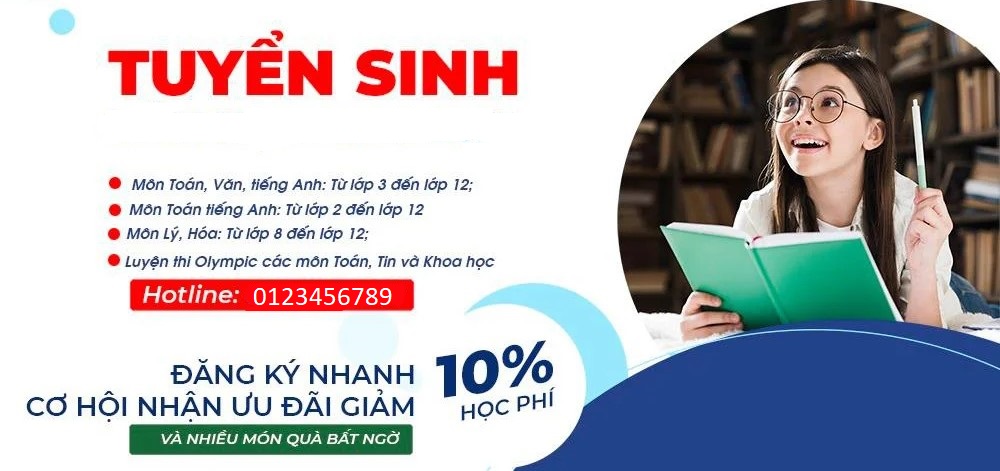 TUYỂN SINH
Môn Toán, Văn, tiếng Anh: Từ lớp 3 đến lớp 12;
Môn Toán tiếng Anh: Từ lớp 2 đến lớp 12
Môn Lý, Hóa: Từ lớp 8 đến lớp 12;
Luyện thi Olympic các môn Toán, Tin và Khoa học
Hotline: 0123456789
ĐĂNG KÝ NHANH
CƠ HỘI NHẬN ƯU ĐÃI GIẢM
10%
HỌC PHÍ
VÀ NHIỀU MÓN QUÀ BẤT NGỜ